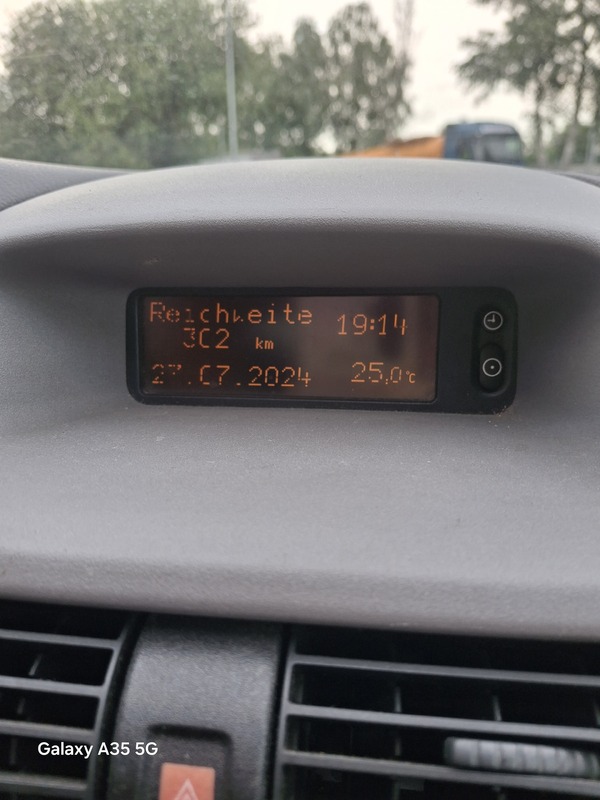 Reichweite 19:14
302 km
27.07.2024 25,0°C
Galaxy A35 5G